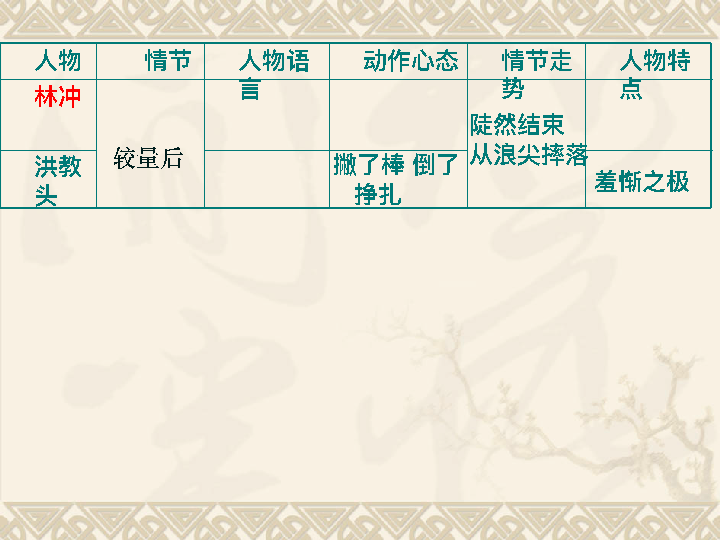 人物 情节 人物语言 动作心态 情节走势 人物特点
林冲
较量后
陡然结束
从浪尖摔落
洪教头
撇了棒 倒了
挣扎
羞惭之极